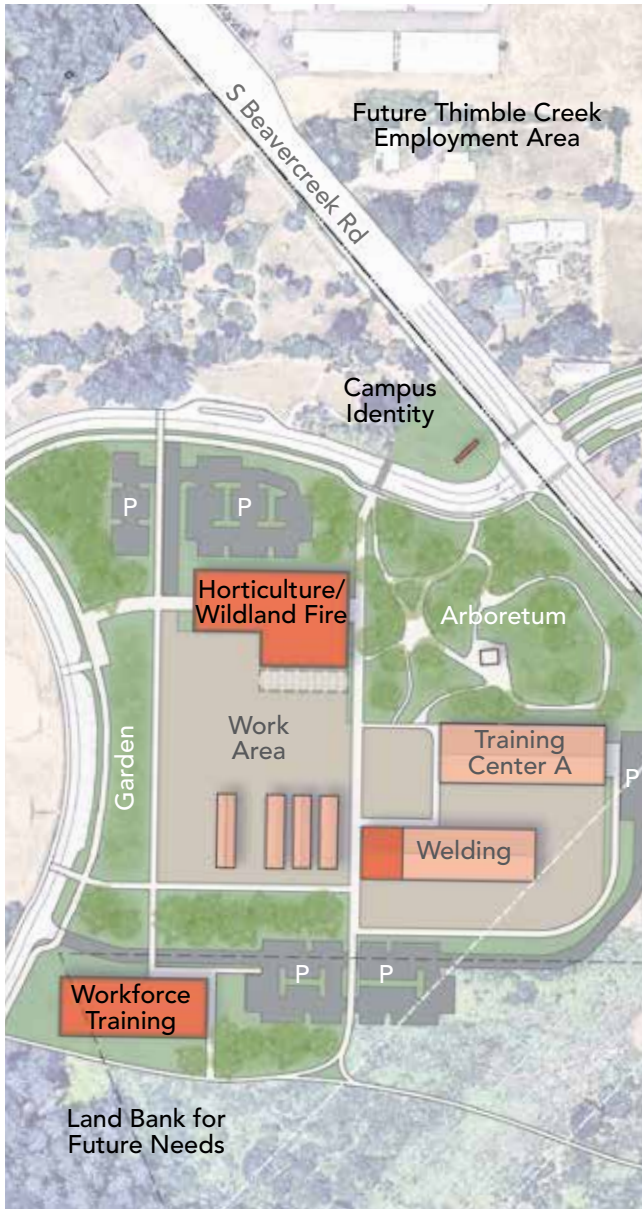 S Beavercreek Rd
Future Thimble Creek
Employment Area
Campus
Identity
P
P
Horticulture/
Wildland Fire
Arboretum
Work
Area
Garden
Training
Center A
P
Welding
P
P
Workforce
Training
Land Bank for
Future Needs